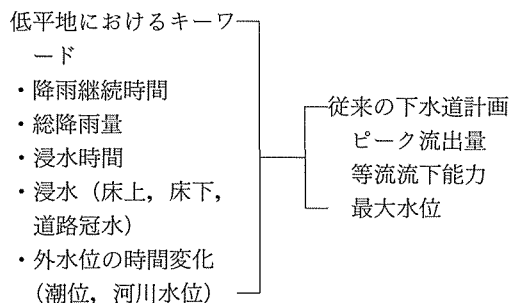 低平地におけるキーワ
ード
・降雨継続時間
・総降雨量
・浸水時間
・浸水（床上，床下，
道路冠水）
・外水位の時間変化
（潮位，河川水位）
従来の下水道計画
ピーク流出量
等流流下能力
最大水位